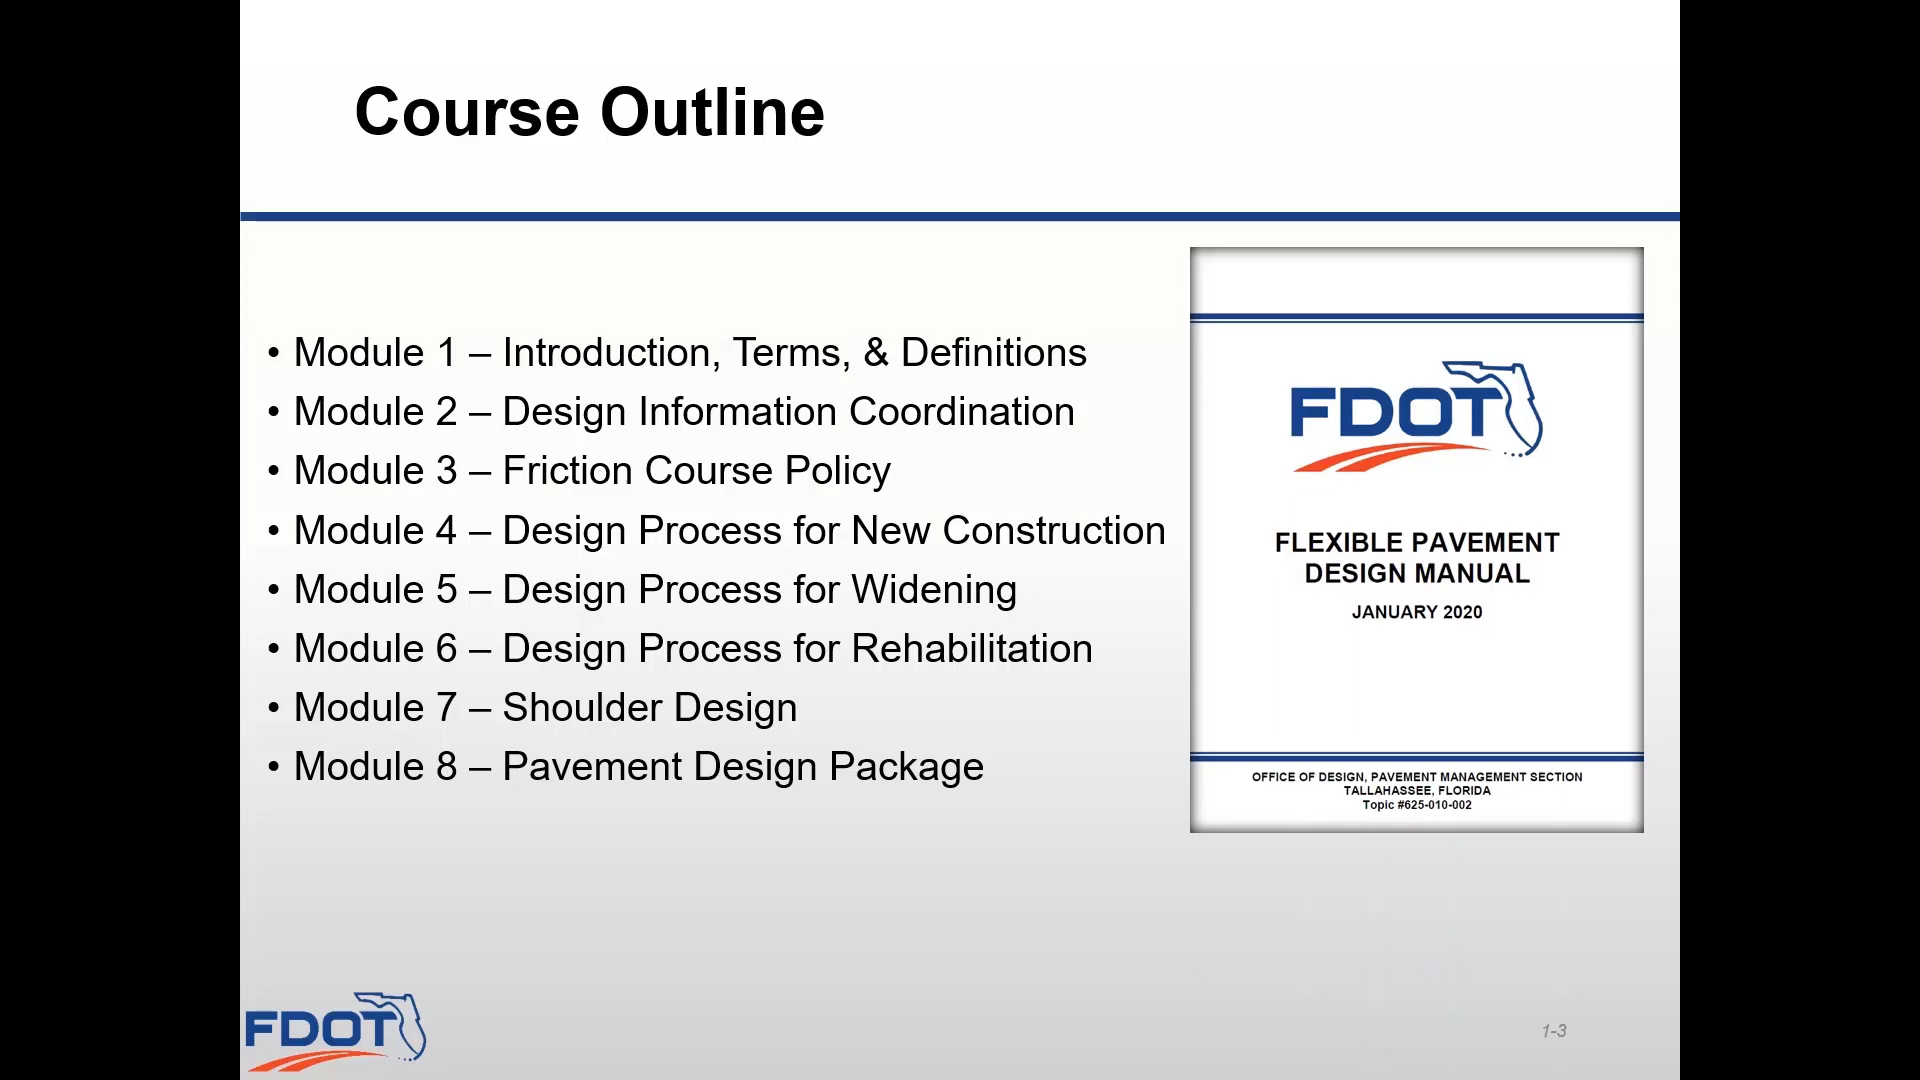 Course Outline
• Module 1 – Introduction, Terms, & Definitions
• Module 2 – Design Information Coordination
• Module 3 – Friction Course Policy
• Module 4 – Design Process for New Construction
• Module 5 – Design Process for Widening
• Module 6 – Design Process for Rehabilitation
• Module 7 – Shoulder Design
• Module 8 – Pavement Design Package
FDOT
FLEXIBLE PAVEMENT
DESIGN MANUAL
JANUARY 2020
OFFICE OF DESIGN, PAVEMENT MANAGEMENT SECTION
TALLAHASSEE, FLORIDA
Topic #625-010-002
FDOT
1-3